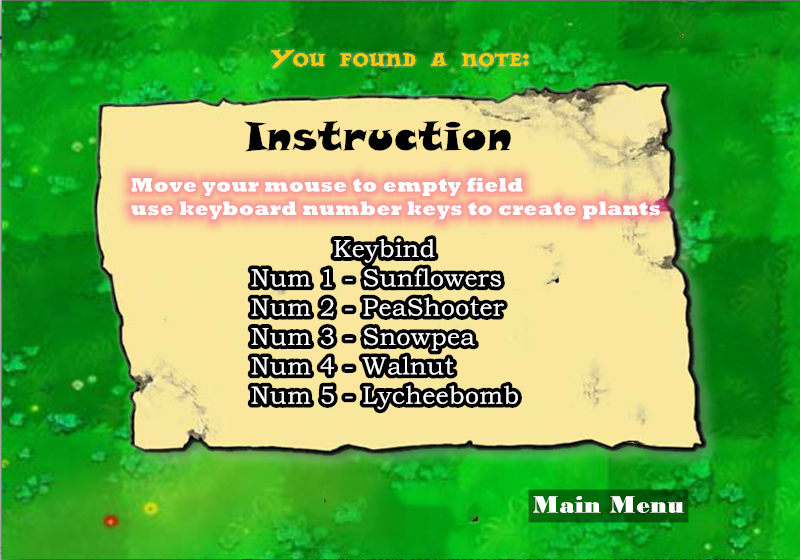 You found a note:
Instruction
Move your mouse to empty field
use keyboard number keys to create plants
Keybind
Num 1 - Sunflowers
Num 2 - PeaShooter
Num 3 - Snowpea
Num 4 - Walnut
Num 5 - Lycheebomb
Main Menu